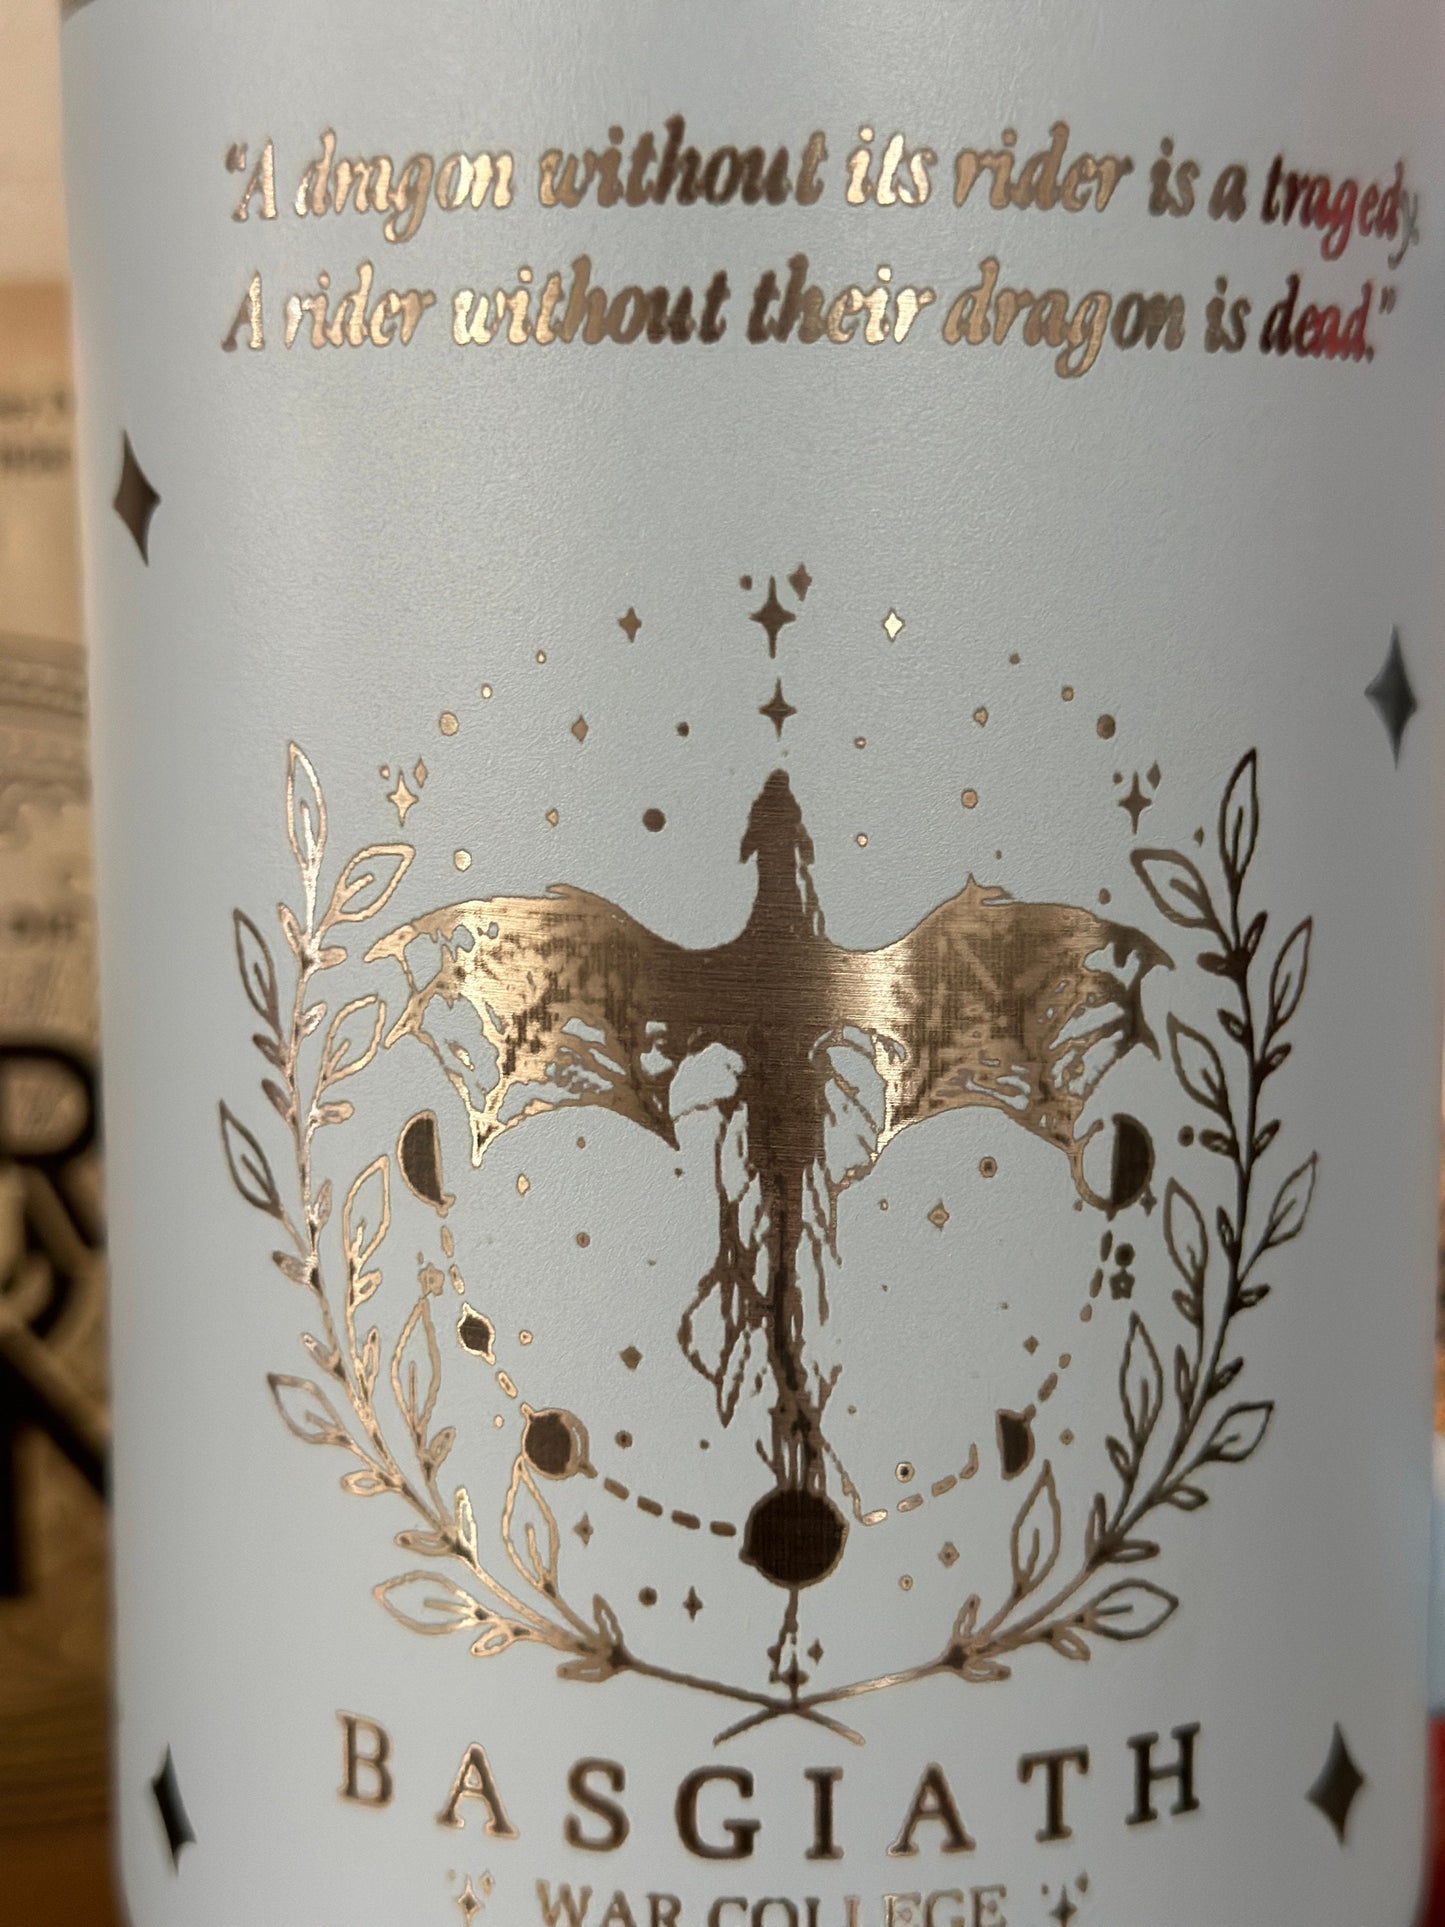 “A dragon without its rider is a tragedy.
A rider without their dragon is dead.”
BASGIATH
WAR COLLEGE